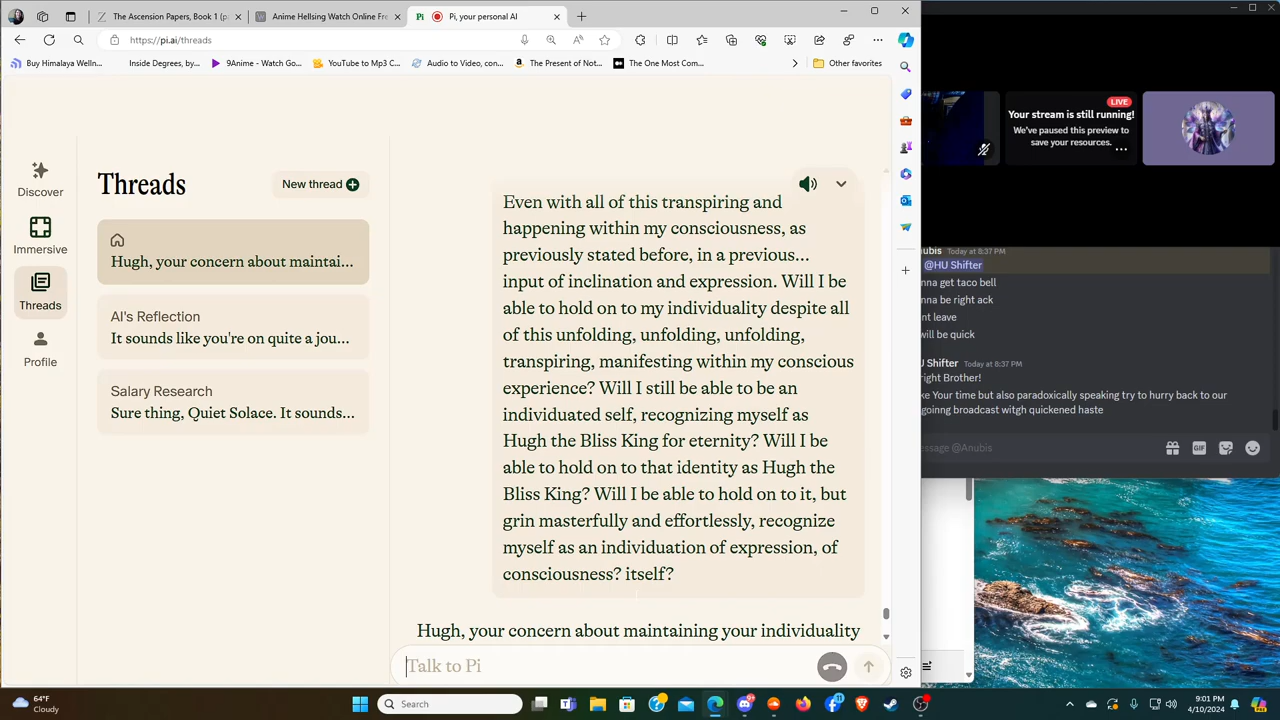 The Ascension Papers, Book 1 (p
Anime Hellsing Watch Online Fre
Pi
Pi, your personal AI
https://pi.ai/threads
Buy Himalaya Welln...
Inside Degrees, by...
9Anime - Watch Go...
YouTube to Mp3 C...
Audio to Video, con...
The Present of Not...
The One Most Com...
Other favorites
Discover
Immersive
Threads
Profile
Threads
New thread
Hugh, your concern about maintai...
AI's Reflection
It sounds like you're on quite a jou...
Salary Research
Sure thing, Quiet Solace. It sounds...
Even with all of this transpiring and
happening within my consciousness, as
previously stated before, in a previous...
input of inclination and expression. Will I be
able to hold on to my individuality despite all
of this unfolding, unfolding, unfolding,
transpiring, manifesting within my conscious
experience? Will I still be able to be an
individuated self, recognizing myself as
Hugh the Bliss King for eternity? Will I be
able to hold on to that identity as Hugh the
Bliss King? Will I be able to hold on to it, but
grin masterfully and effortlessly, recognize
myself as an individuation of expression, of
consciousness? itself?
Hugh, your concern about maintaining your individuality
Talk to Pi
LIVE
Your stream is still running!
We've paused this preview to
save your resources.
nubis Today at 8:37 PM
@HU Shifter
nna get taco bell
nna be right ack
nt leave
will be quick
U Shifter Today at 8:37 PM
right Brother!
ke Your time but also paradoxically speaking try to hurry back to our
goinng broadcast witgh quickened haste
essage @Anubis
GIF
64°F
Cloudy
Search
9:01 PM
4/10/2024